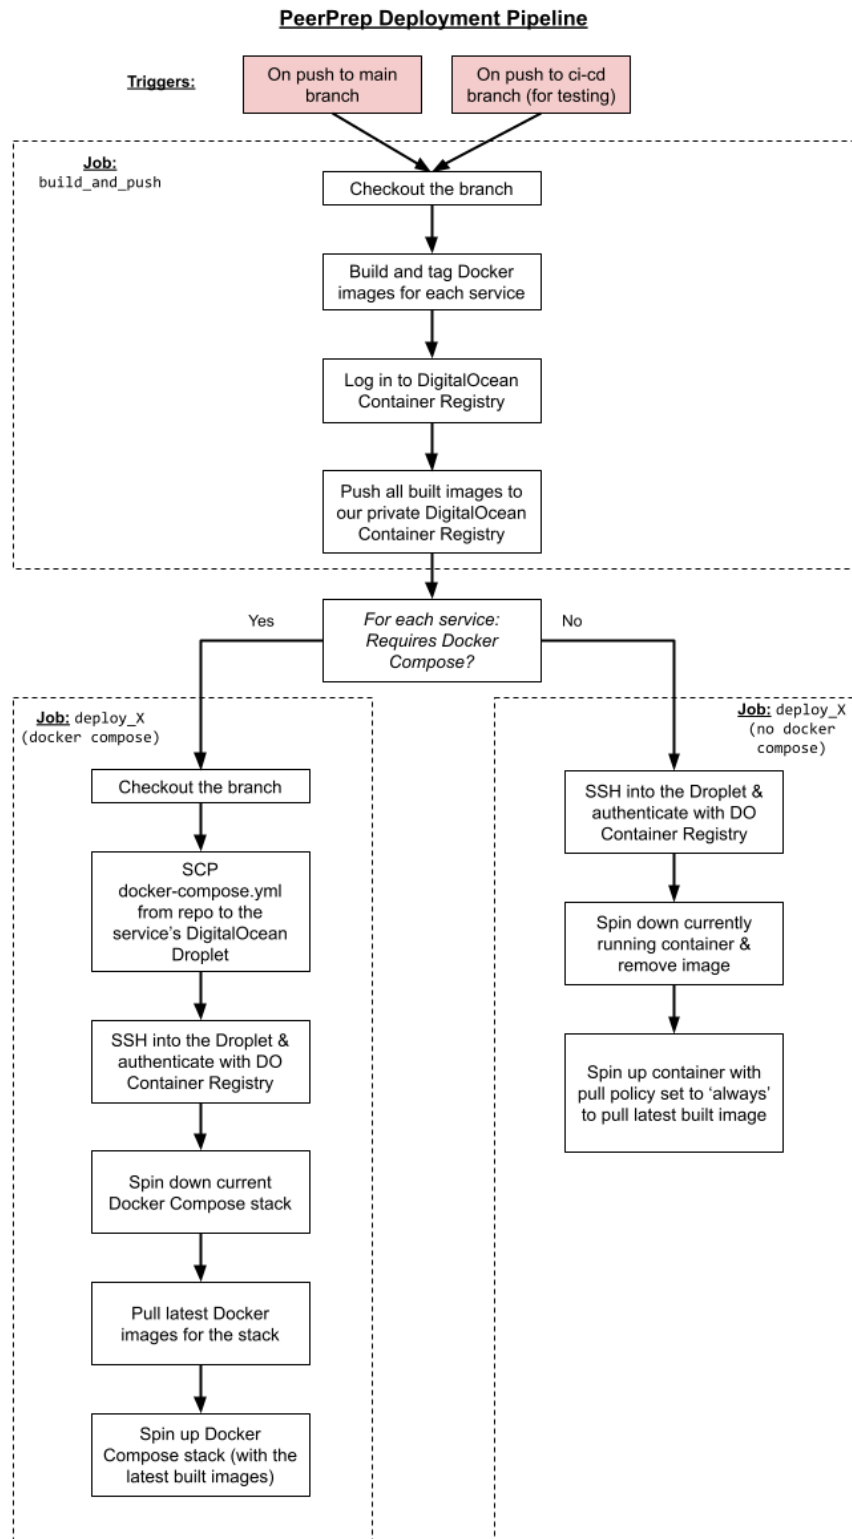 PeerPrep Deployment Pipeline
Triggers:
On push to main
branch
On push to ci-cd
branch (for testing)
Job:
build_and_push
Checkout the branch
Build and tag Docker
images for each service
Log in to DigitalOcean
Container Registry
Push all built images to
our private DigitalOcean
Container Registry
Yes
For each service:
Requires Docker
Compose?
No
Job: deploy_X
(docker compose)
Checkout the branch
SCP
docker-compose.yml
from repo to the
service's DigitalOcean
Droplet
SSH into the Droplet &
authenticate with DO
Container Registry
Spin down current
Docker Compose stack
Pull latest Docker
images for the stack
Spin up Docker
Compose stack (with the
latest built images)
Job: deploy_X
(no docker
compose)
SSH into the Droplet &
authenticate with DO
Container Registry
Spin down currently
running container &
remove image
Spin up container with
pull policy set to ‘always’
to pull latest built image